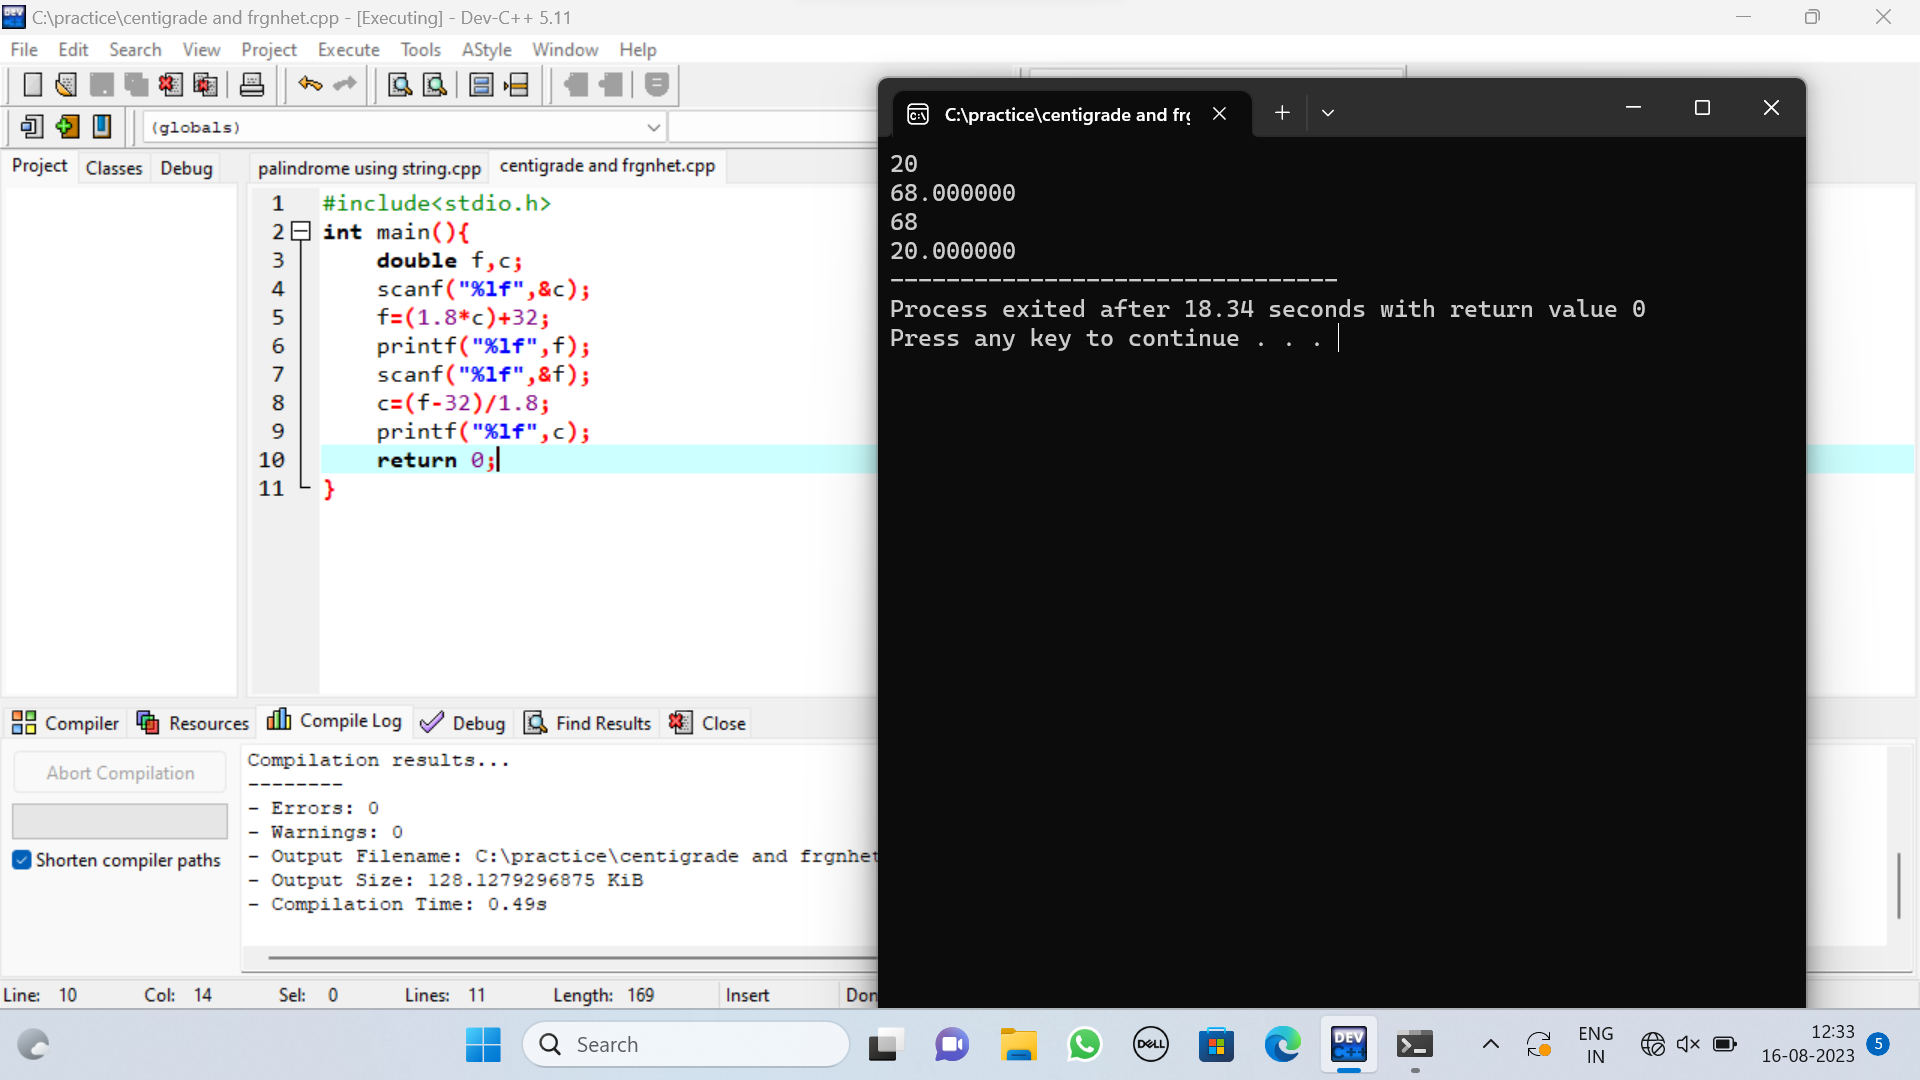 C:\practice\centigrade and frgnhet.cpp - [Executing] - Dev-C++ 5.11
File Edit Search View Project Execute Tools AStyle Window Help
(globals)
Project Classes Debug
palindrome using string.cpp centigrade and frgnhet.cpp
1 #include<stdio.h>
2 int main(){
3 double f,c;
4 scanf("%lf",&c);
5 f=(1.8*c)+32;
6 printf("%lf",f);
7 scanf("%lf",&f);
8 c=(f-32)/1.8;
9 printf("%lf",c);
10 return 0;
11 }
C:\practice\centigrade and frg
20
68.000000
68
20.000000
--------------------------------
Process exited after 18.34 seconds with return value 0
Press any key to continue . . .
Compiler Resources Compile Log Debug Find Results Close
Abort Compilation
Shorten compiler paths
Compilation results...
--------
- Errors: 0
- Warnings: 0
- Output Filename: C:\practice\centigrade and frgnhet
- Output Size: 128.1279296875 KiB
- Compilation Time: 0.49s
Line: 10 Col: 14 Sel: 0 Lines: 11 Length: 169 Insert Don
Search
DELL
DEV C++
ENG
IN
12:33
16-08-2023
5